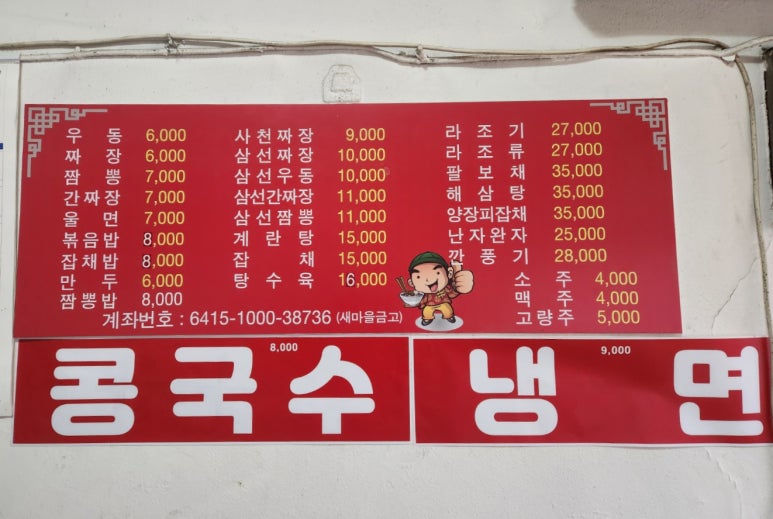 우동 6,000
짜장 6,000
짬뽕 7,000
간짜장 7,000
울면 7,000
볶음밥 8,000
잡채밥 8,000
만두 6,000
짬뽕밥 8,000
사천짜장 9,000
삼선짜장 10,000
삼선우동 10,000
삼선간짜장 11,000
삼선짬뽕 11,000
계란탕 15,000
잡채 15,000
탕수육 16,000
라조기 27,000
라조류 27,000
팔보채 35,000
해삼탕 35,000
양장피잡채 35,000
난자완자 25,000
깐풍기 28,000
소주 4,000
맥주 4,000
고량주 5,000
계좌번호 : 6415-1000-38736 (새마을금고)
8,000
콩국수
9,000
냉면